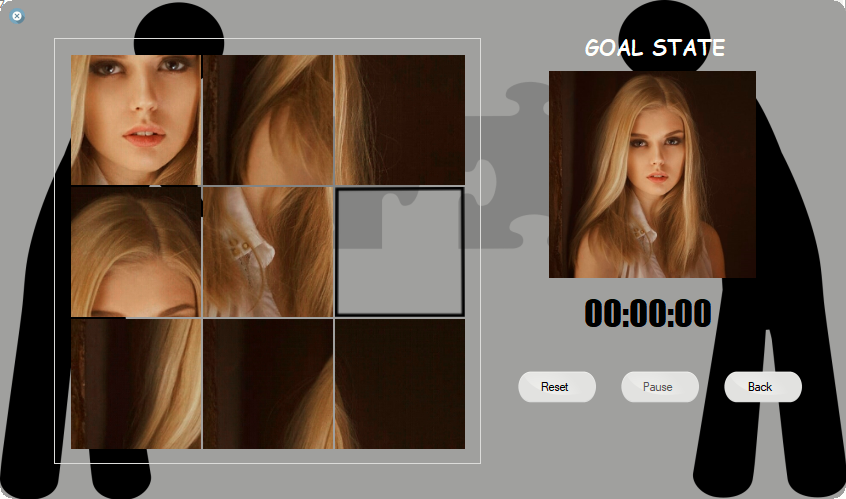 GOAL STATE
00:00:00
Reset
Pause
Back